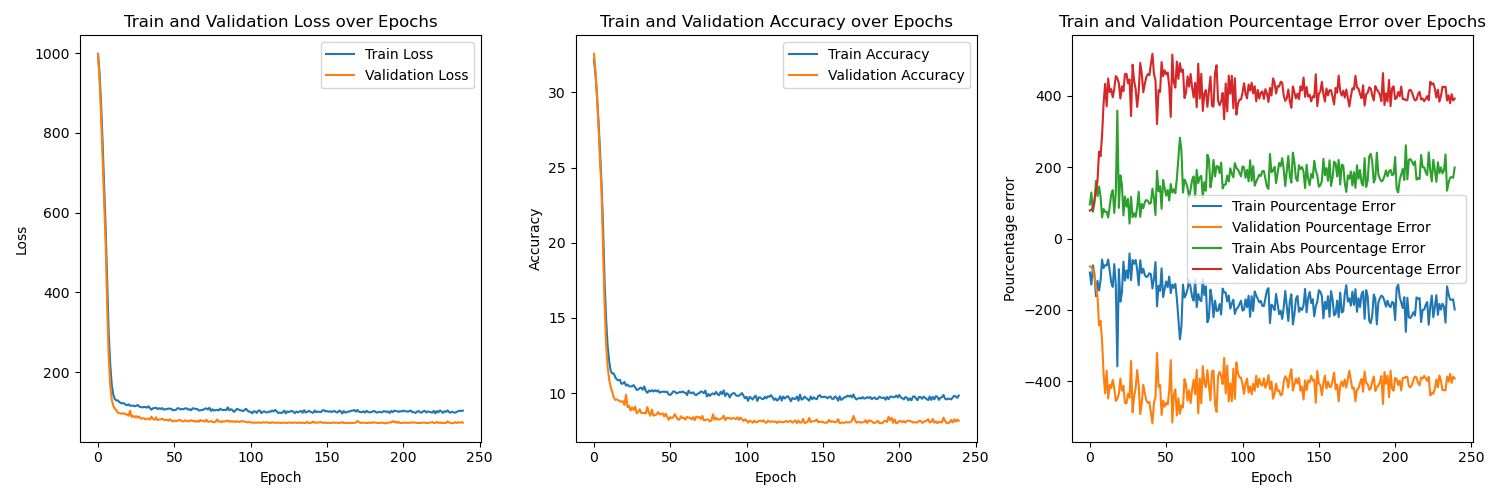 Train and Validation Loss over Epochs
Train Loss
Validation Loss
1000
800
600
400
200
Loss
0
50
100
150
200
250
Epoch
Train and Validation Accuracy over Epochs
Train Accuracy
Validation Accuracy
30
25
20
15
10
Accuracy
0
50
100
150
200
250
Epoch
Train and Validation Pourcentage Error over Epochs
400
200
0
−200
−400
Pourcentage error
Train Pourcentage Error
Validation Pourcentage Error
Train Abs Pourcentage Error
Validation Abs Pourcentage Error
0
50
100
150
200
250
Epoch